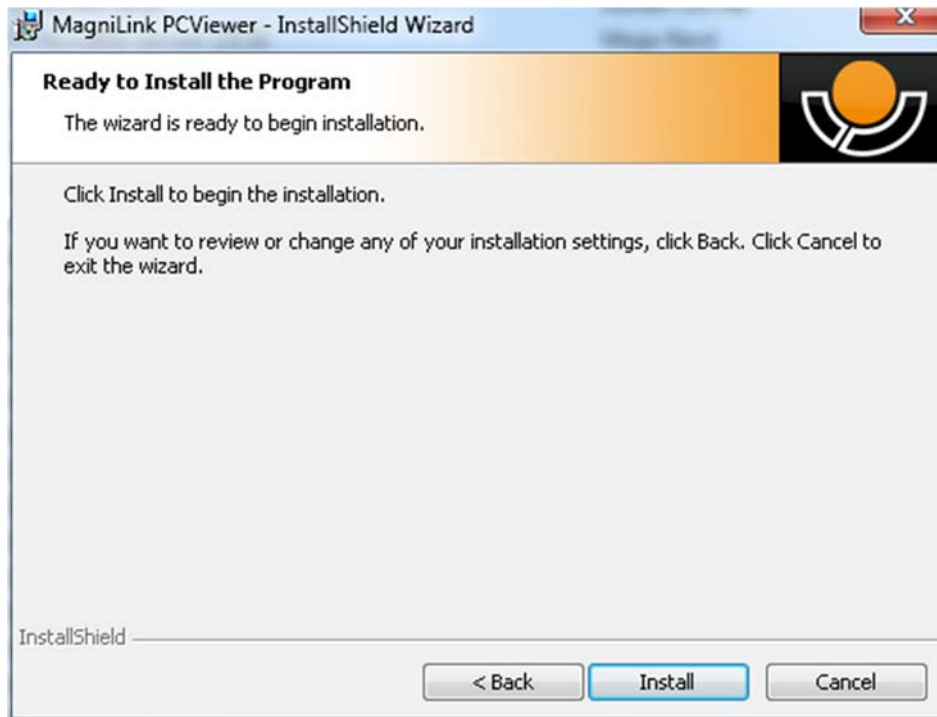 MagniLink PCViewer - InstallShield Wizard
Ready to Install the Program
The wizard is ready to begin installation.
Click Install to begin the installation.
If you want to review or change any of your installation settings, click Back. Click Cancel to
exit the wizard.
InstallShield
< Back
Install
Cancel